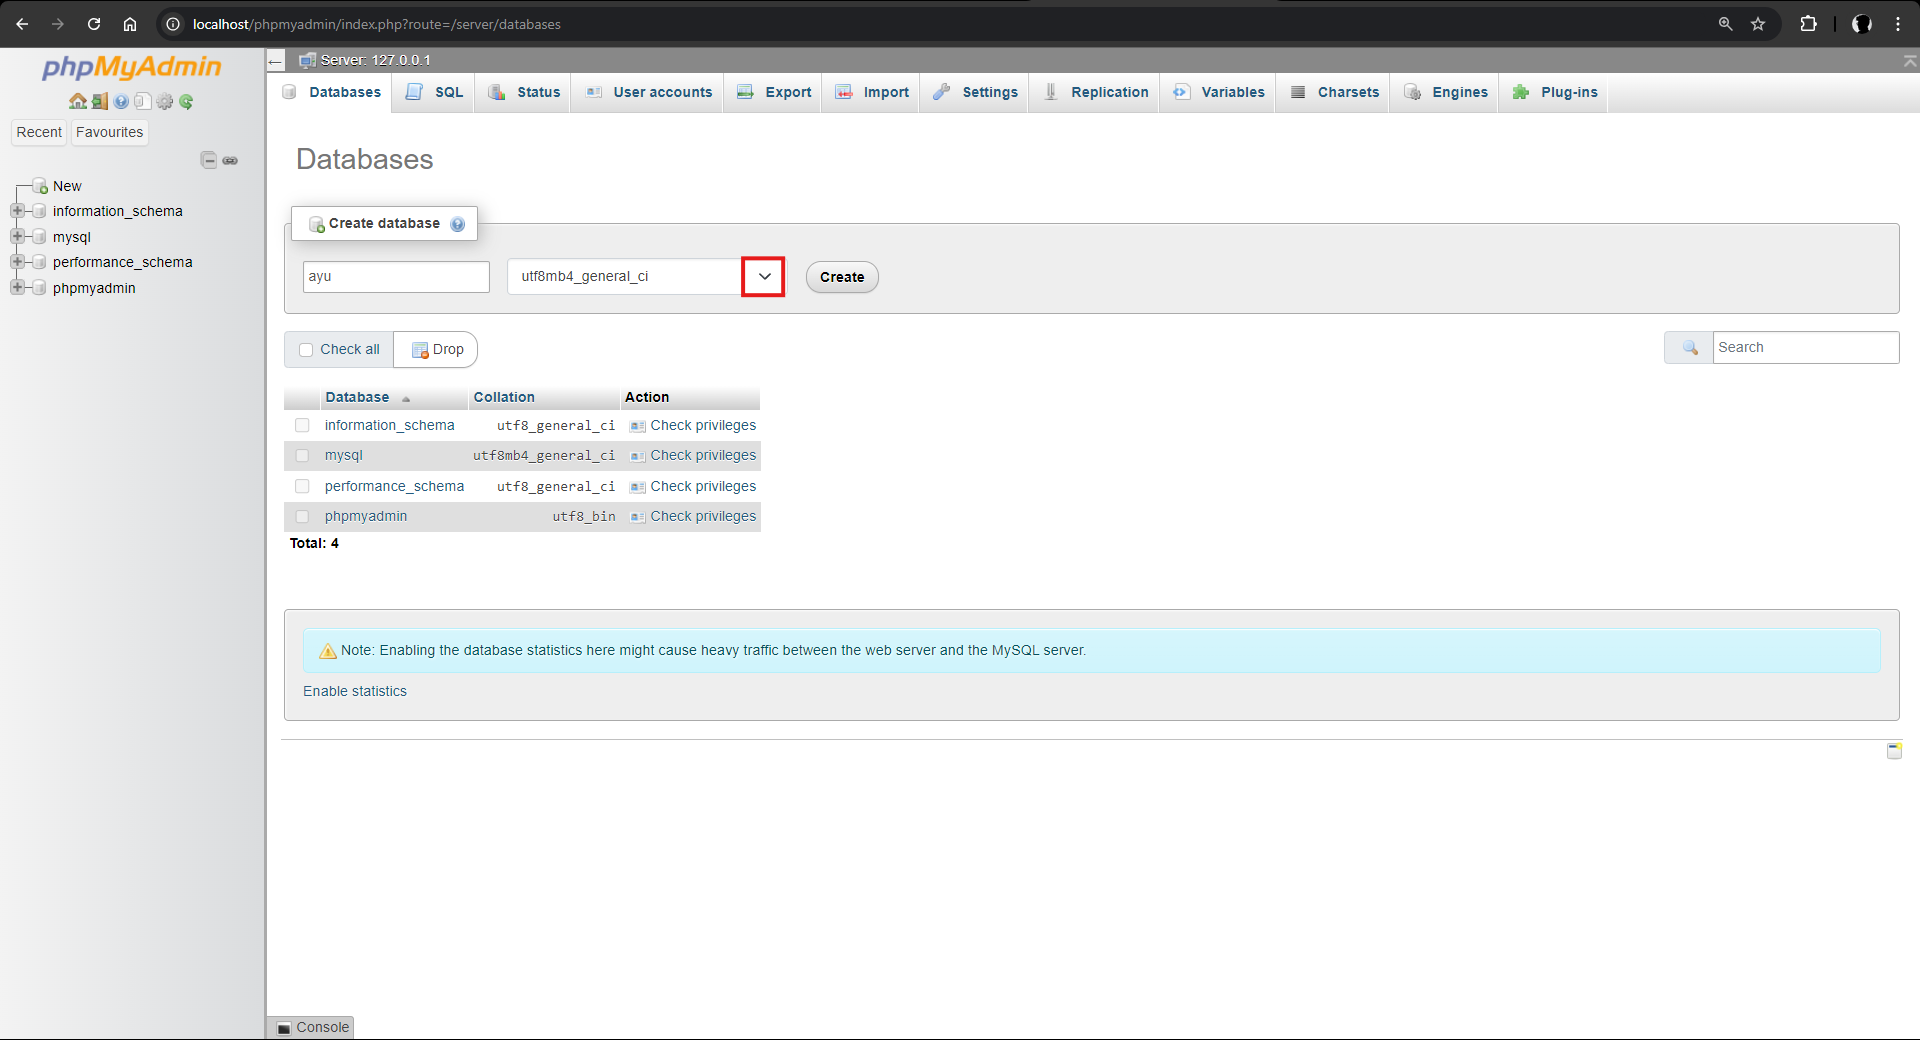 localhost/phpmyadmin/index.php?route=/server/databases
phpMyAdmin
Recent Favourites
New
information_schema
mysql
performance_schema
phpmyadmin
Server: 127.0.0.1
Databases SQL Status User accounts Export Import Settings Replication Variables Charsets Engines Plug-ins
Databases
Create database
ayu utf8mb4_general_ci Create
Check all Drop Search
Database Collation Action
information_schema utf8_general_ci Check privileges
mysql utf8mb4_general_ci Check privileges
performance_schema utf8_general_ci Check privileges
phpmyadmin utf8_bin Check privileges
Total: 4
Note: Enabling the database statistics here might cause heavy traffic between the web server and the MySQL server.
Enable statistics
Console